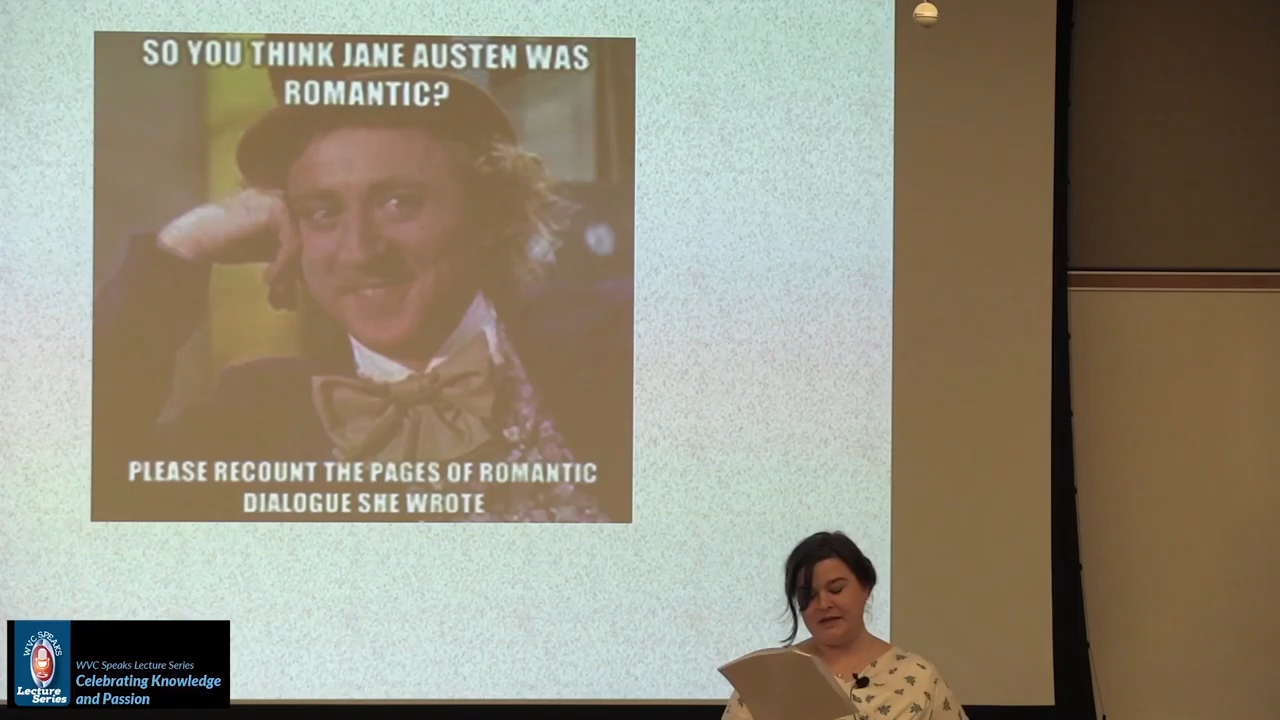 SO YOU THINK JANE AUSTEN WAS
ROMANTIC?
PLEASE RECOUNT THE PAGES OF ROMANTIC
DIALOGUE SHE WROTE
WVC SPEAKS
Lecture
Series
WVC Speaks Lecture Series
Celebrating Knowledge
and Passion